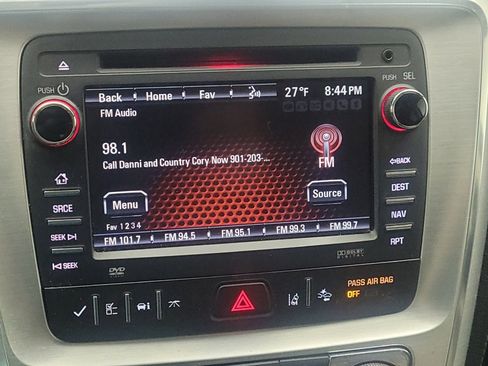 PUSH SEL
Back Home Fav 27°F 8:44 PM
FM Audio
98.1
Call Danni and Country Cory Now 901-203-...
FM
Menu Source
Fav 1 2 3 4
FM 101.7 FM 94.5 FM 95.1 FM 99.3 FM 99.7
PUSH
SRCE
SEEK
SEEK
BACK
DEST
NAV
RPT
DVD
DOLBY
DIGITAL
PASS AIR BAG
OFF